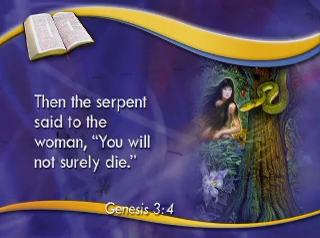 Then the serpent
said to the
woman, “You will
not surely die.”
Genesis 3:4